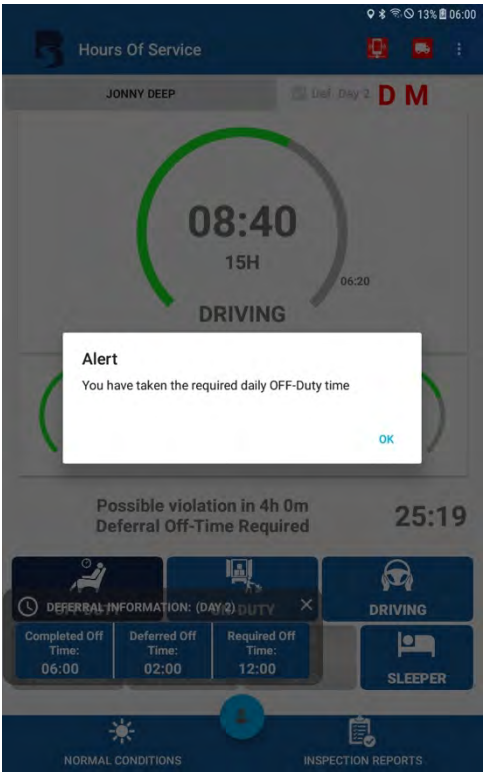 13% 06:00
Hours Of Service
JONNY DEEP
Def. Day 2 D M
08:40
15H
06:20
DRIVING
Alert
You have taken the required daily OFF-Duty time
OK
Possible violation in 4h 0m
Deferral Off-Time Required
25:19
DEFERRAL INFORMATION: (DAY 2)
DRIVING
Completed Off
Time:
06:00
Deferred Off
Time:
02:00
Required Off
Time:
12:00
SLEEPER
NORMAL CONDITIONS
INSPECTION REPORTS